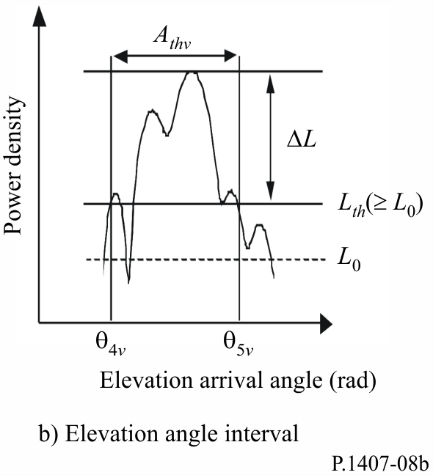 A_thv
Power density
ΔL
L_th(≥ L_0)
L_0
θ_4v
θ_5v
Elevation arrival angle (rad)
b) Elevation angle interval
P.1407-08b